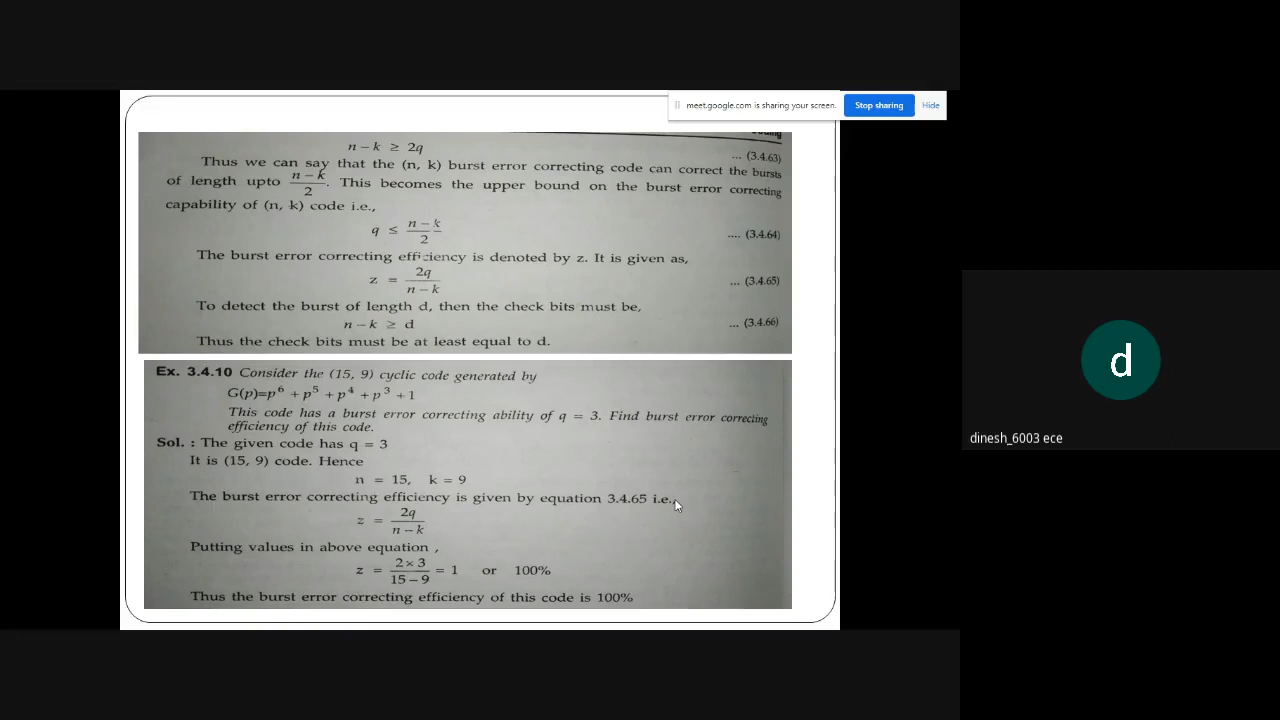 meet.google.com is sharing your screen. Stop sharing Hide
n – k ≥ 2q ... (3.4.63)
Thus we can say that the (n, k) burst error correcting code can correct the bursts
of length upto n – k / 2. This becomes the upper bound on the burst error correcting
capability of (n, k) code i.e.,
q ≤ n – k / 2 .... (3.4.64)
The burst error correcting efficiency is denoted by z. It is given as,
z = 2q / n – k ... (3.4.65)
To detect the burst of length d, then the check bits must be,
n – k ≥ d ... (3.4.66)
Thus the check bits must be at least equal to d.
Ex. 3.4.10 Consider the (15, 9) cyclic code generated by
G(p)=p⁶ + p⁵ + p⁴ + p³ + 1
This code has a burst error correcting ability of q = 3. Find burst error correcting
efficiency of this code.
Sol. : The given code has q = 3
It is (15, 9) code. Hence
n = 15, k = 9
The burst error correcting efficiency is given by equation 3.4.65 i.e.,
z = 2q / n – k
Putting values in above equation ,
z = 2 × 3 / 15 – 9 = 1 or 100%
Thus the burst error correcting efficiency of this code is 100%
d
dinesh_6003 ece